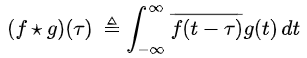 (f ⋆ g)(τ) ≜ ∫_{-∞}^{∞} \overline{f(t − τ)} g(t) dt